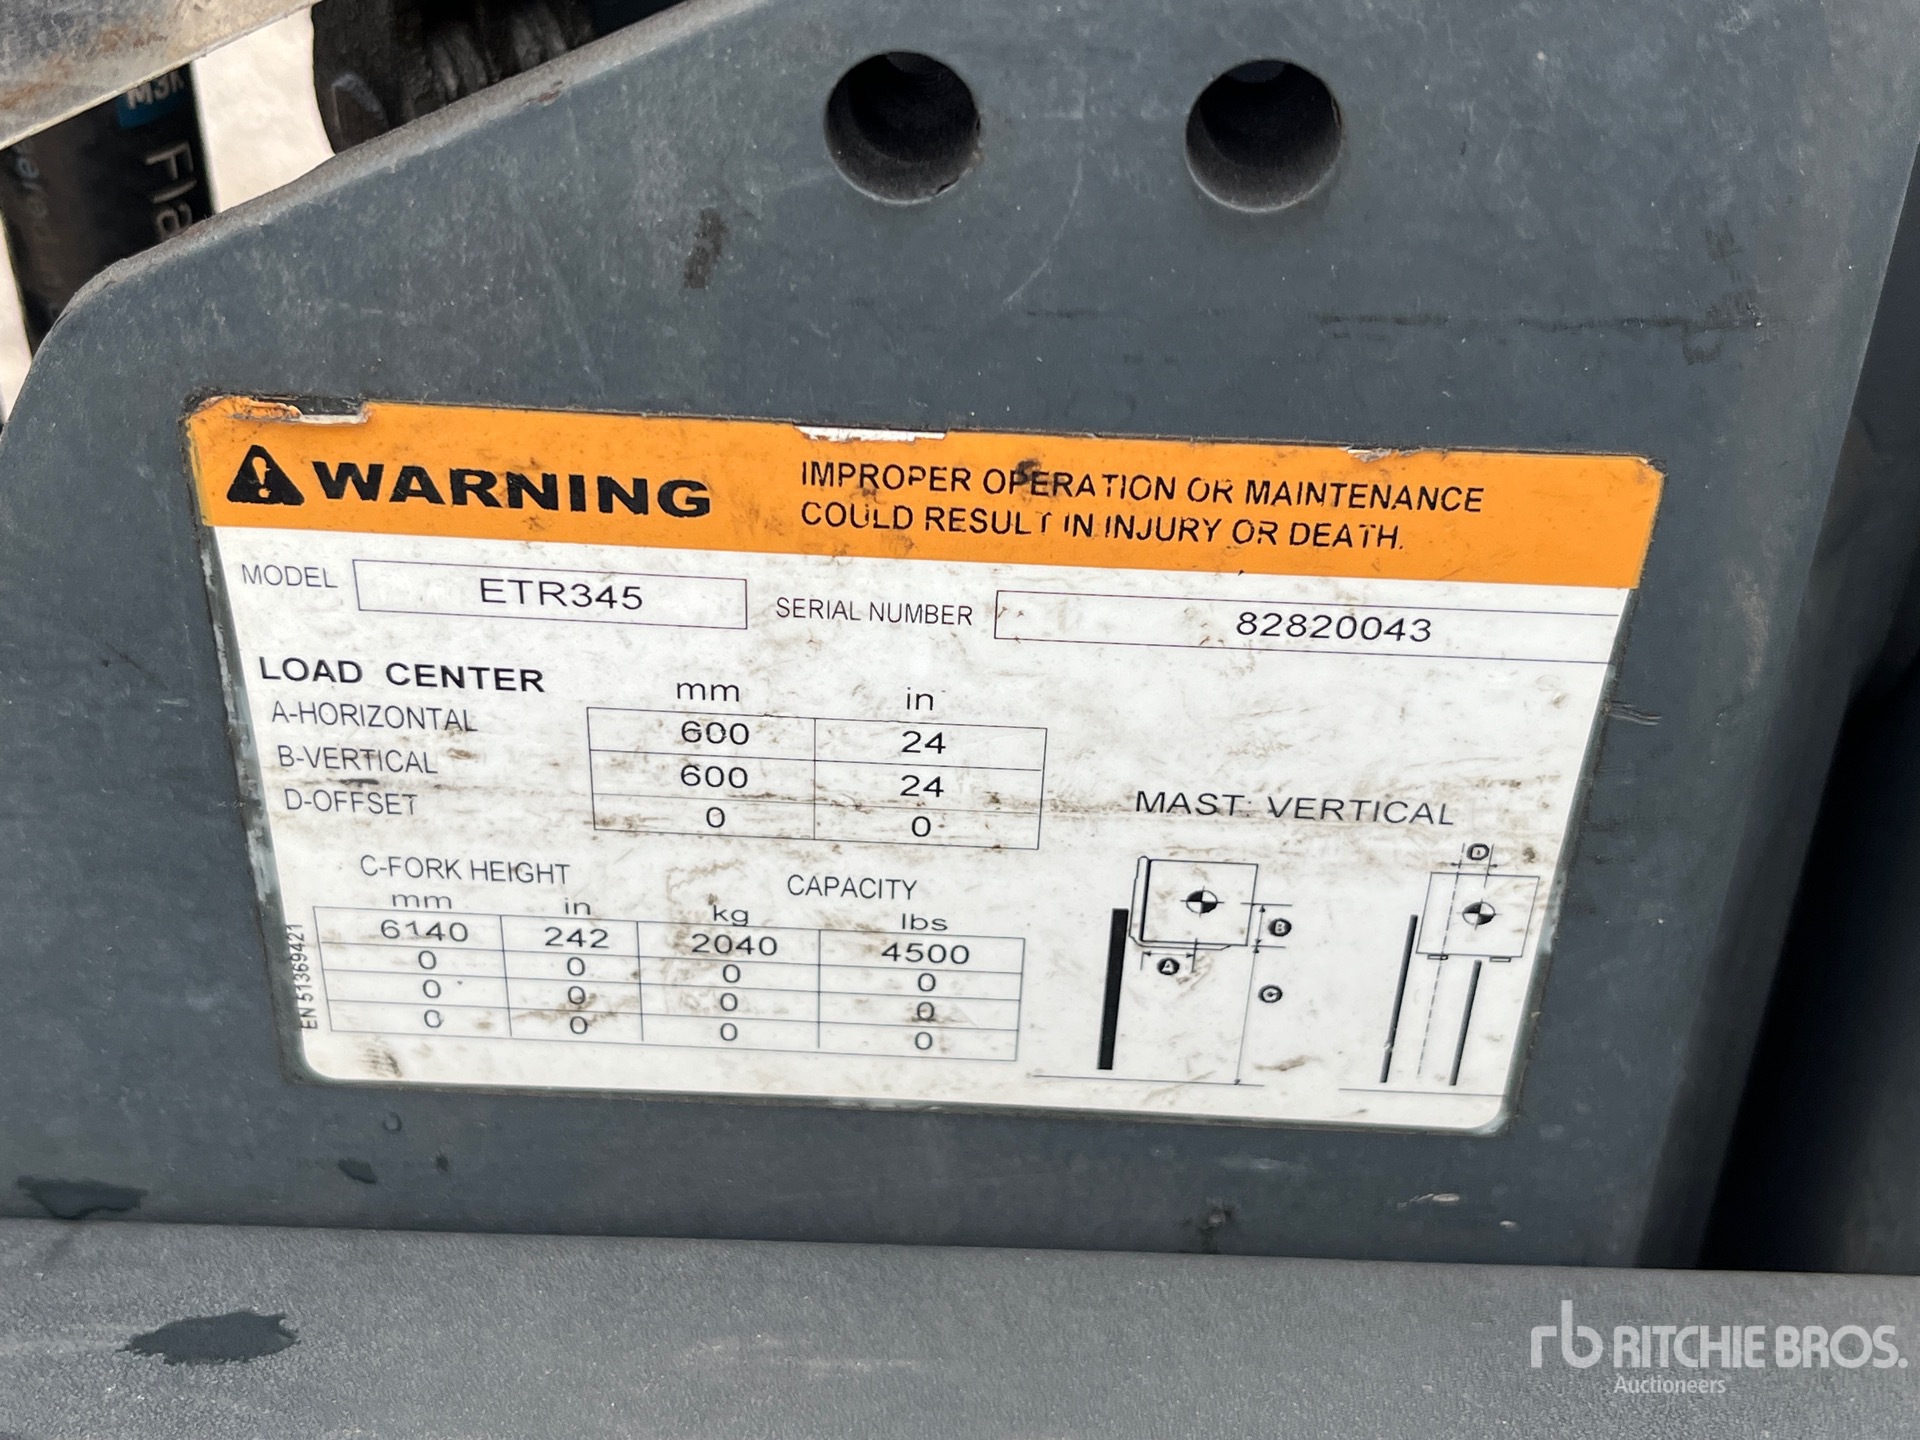 Fla
WARNING
IMPROPER OPERATION OR MAINTENANCE
COULD RESULT IN INJURY OR DEATH.
MODEL ETR345 SERIAL NUMBER 82820043
LOAD CENTER mm in
A-HORIZONTAL 600 24
B-VERTICAL 600 24
D-OFFSET 0 0
MAST: VERTICAL
C-FORK HEIGHT CAPACITY
mm in kg lbs
6140 242 2040 4500
0 0 0 0
0 0 0 0
0 0 0 0
EN 51369421
D
B
A
C
rb RITCHIE BROS.
Auctioneers